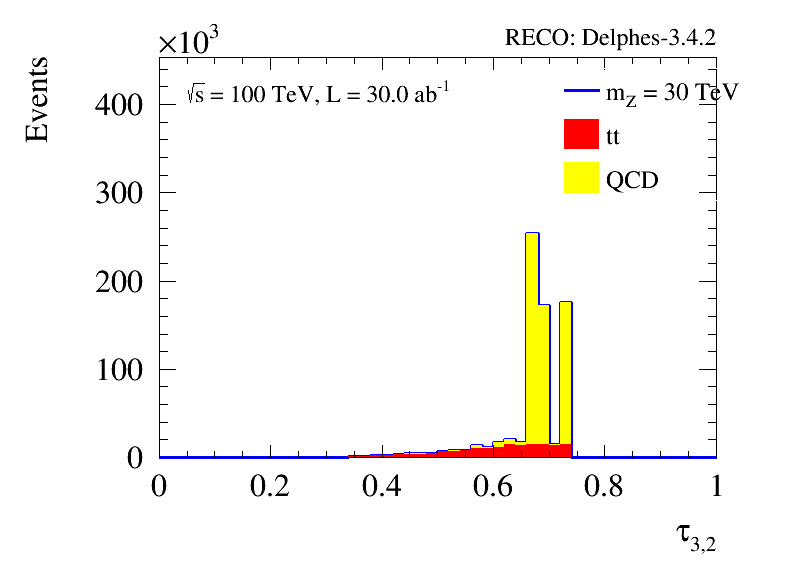 ×10³
RECO: Delphes-3.4.2
Events
√s = 100 TeV, L = 30.0 ab⁻¹
m_Z = 30 TeV
tt
QCD
400
300
200
100
0
0 0.2 0.4 0.6 0.8 1
τ_3,2